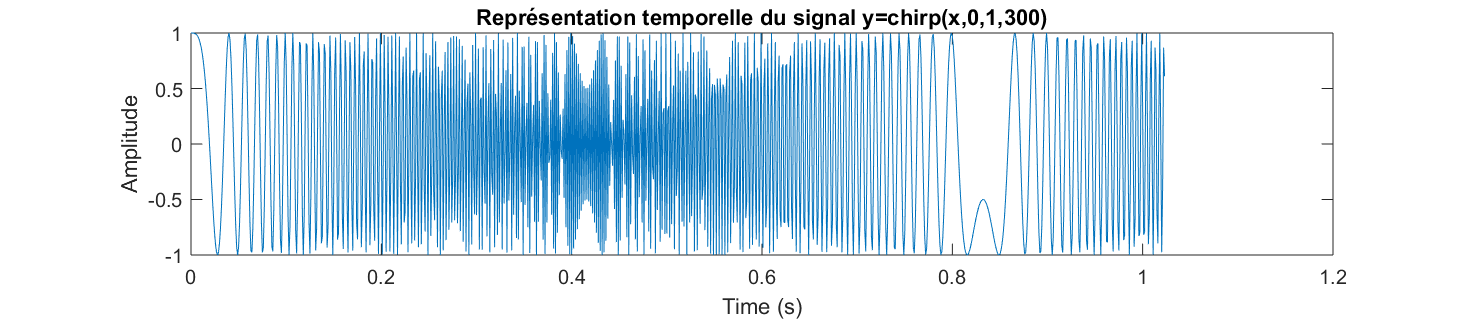 Représentation temporelle du signal y=chirp(x,0,1,300)
1
0.5
0
-0.5
-1
Amplitude
0 0.2 0.4 0.6 0.8 1 1.2
Time (s)